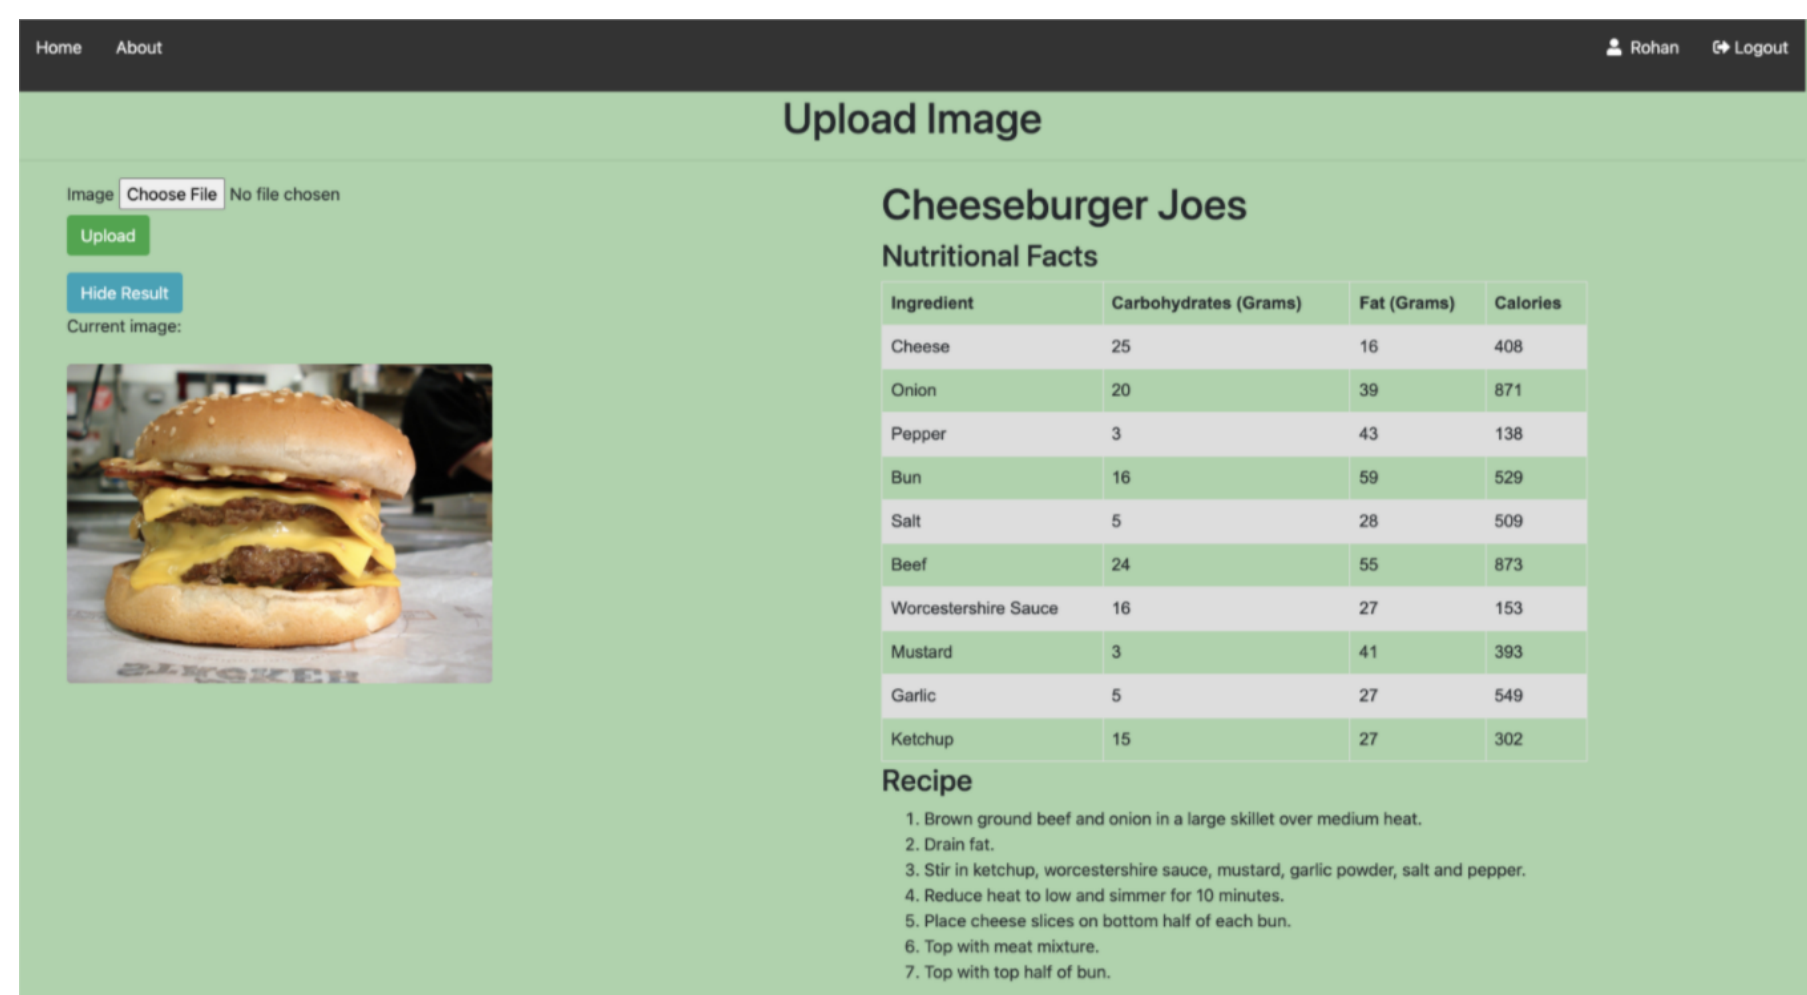 Home About Rohan Logout
Upload Image
Image Choose File No file chosen
Upload
Hide Result
Current image:
Cheeseburger Joes
Nutritional Facts
Ingredient Carbohydrates (Grams) Fat (Grams) Calories
Cheese 25 16 408
Onion 20 39 871
Pepper 3 43 138
Bun 16 59 529
Salt 5 28 509
Beef 24 55 873
Worcestershire Sauce 16 27 153
Mustard 3 41 393
Garlic 5 27 549
Ketchup 15 27 302
Recipe
1. Brown ground beef and onion in a large skillet over medium heat.
2. Drain fat.
3. Stir in ketchup, worcestershire sauce, mustard, garlic powder, salt and pepper.
4. Reduce heat to low and simmer for 10 minutes.
5. Place cheese slices on bottom half of each bun.
6. Top with meat mixture.
7. Top with top half of bun.